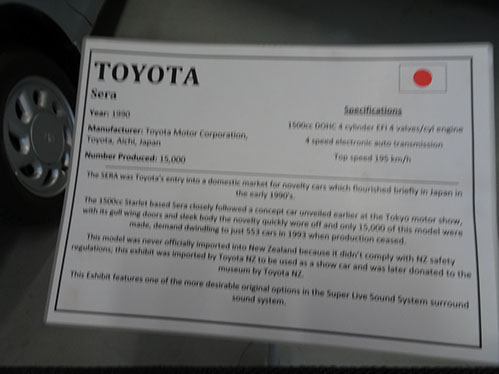 TOYOTA
Sera
Year: 1990
Manufacturer: Toyota Motor Corporation,
Toyota, Aichi, Japan
Number Produced: 15,000
Specifications
1500cc DOHC 4 cylinder EFI 4 valves/cyl engine
4 speed electronic auto transmission
Top speed 195 km/h
The SERA was Toyota's entry into a domestic market for novelty cars which flourished briefly in Japan in
the early 1990's.
The 1500cc Starlet based Sera closely followed a concept car unveiled earlier at the Tokyo motor show,
with its gull wing doors and sleek body the novelty quickly wore off and only 15,000 of this model were
made, demand dwindling to just 553 cars in 1993 when production ceased.
This model was never officially imported into New Zealand because it didn't comply with NZ safety
regulations; this exhibit was imported by Toyota NZ to be used as a show car and was later donated to the
museum by Toyota NZ.
This Exhibit features one of the more desirable original options in the Super Live Sound System surround
sound system.